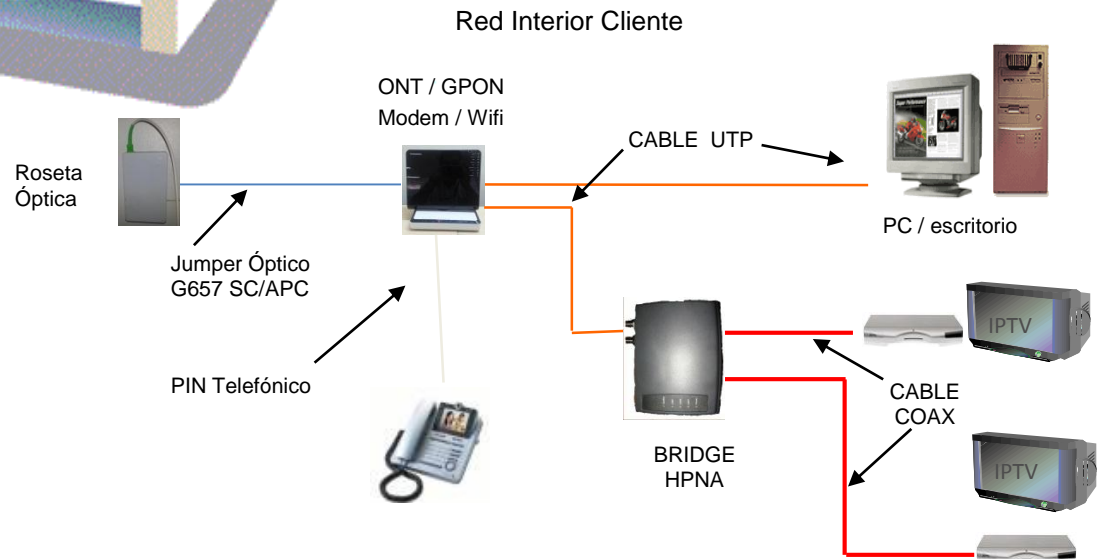 Red Interior Cliente
ONT / GPON
Modem / Wifi
CABLE UTP
Roseta
Óptica
PC / escritorio
Jumper Óptico
G657 SC/APC
IPTV
PIN Telefónico
CABLE
COAX
BRIDGE
HPNA
IPTV